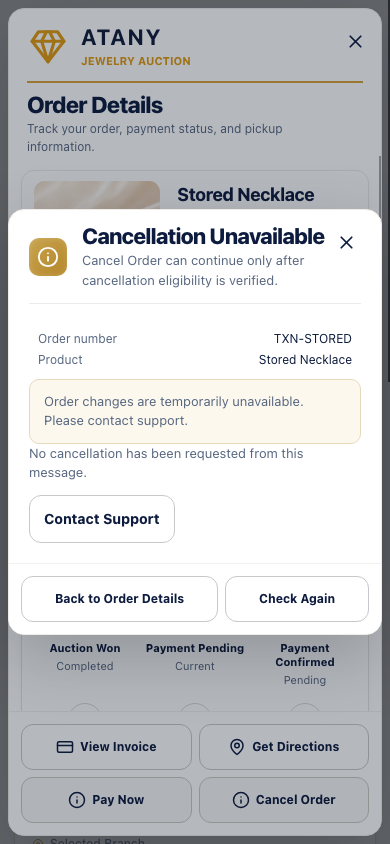 ATANY
JEWELRY AUCTION
Order Details
Track your order, payment status, and pickup
information.
Stored Necklace
Cancellation Unavailable
Cancel Order can continue only after
cancellation eligibility is verified.
Order number TXN-STORED
Product Stored Necklace
Order changes are temporarily unavailable.
Please contact support.
No cancellation has been requested from this
message.
Contact Support
Back to Order Details Check Again
Auction Won Payment Pending Payment
Confirmed
Completed Current
Pending
View Invoice Get Directions
Pay Now Cancel Order
Selected Branch